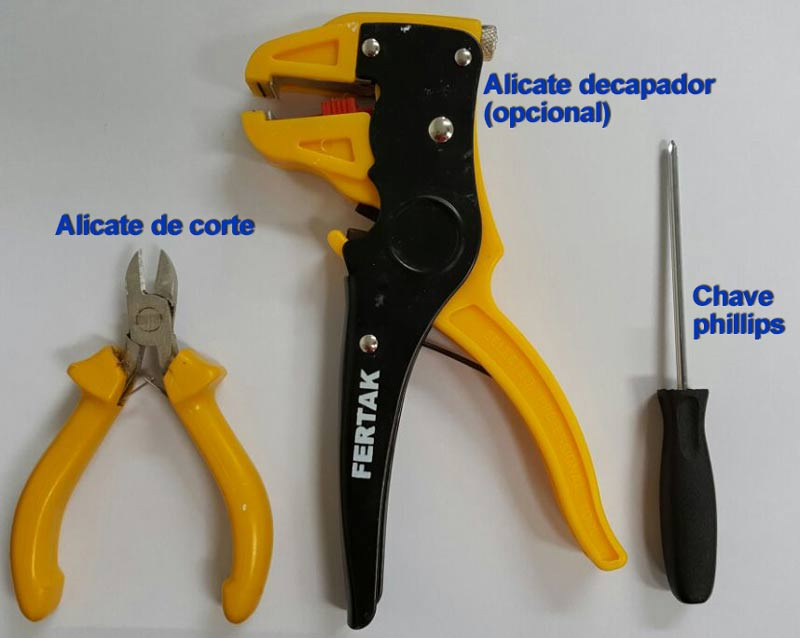 Alicate decapador
(opcional)
Alicate de corte
Chave
phillips
FERTAK